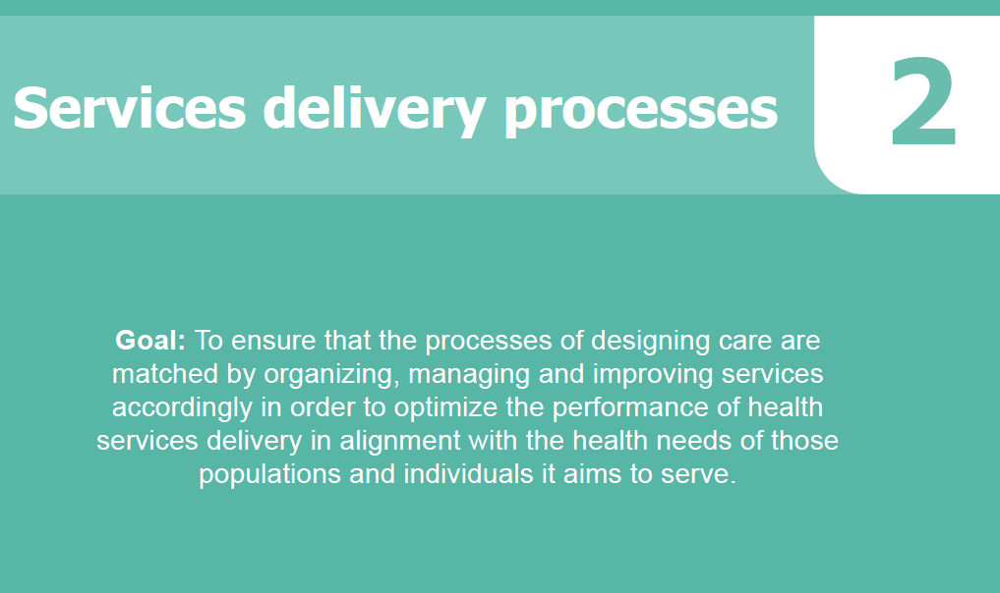 Services delivery processes
2
Goal: To ensure that the processes of designing care are
matched by organizing, managing and improving services
accordingly in order to optimize the performance of health
services delivery in alignment with the health needs of those
populations and individuals it aims to serve.